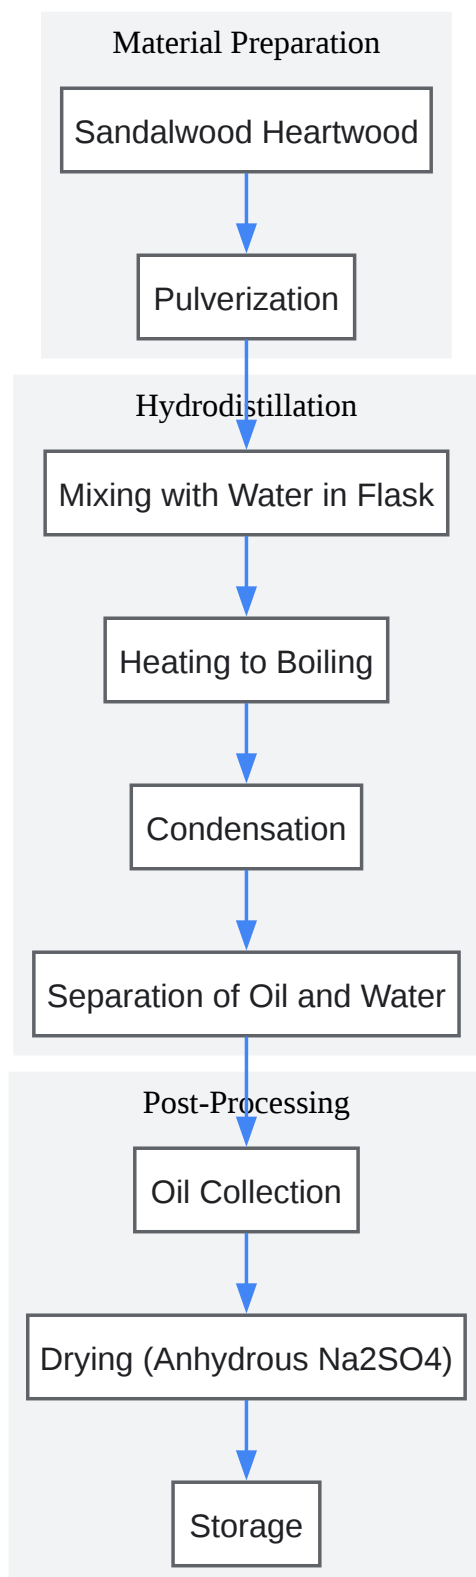 Material Preparation
Sandalwood Heartwood
Pulverization
Hydrodistillation
Mixing with Water in Flask
Heating to Boiling
Condensation
Separation of Oil and Water
Post-Processing
Oil Collection
Drying (Anhydrous Na2SO4)
Storage